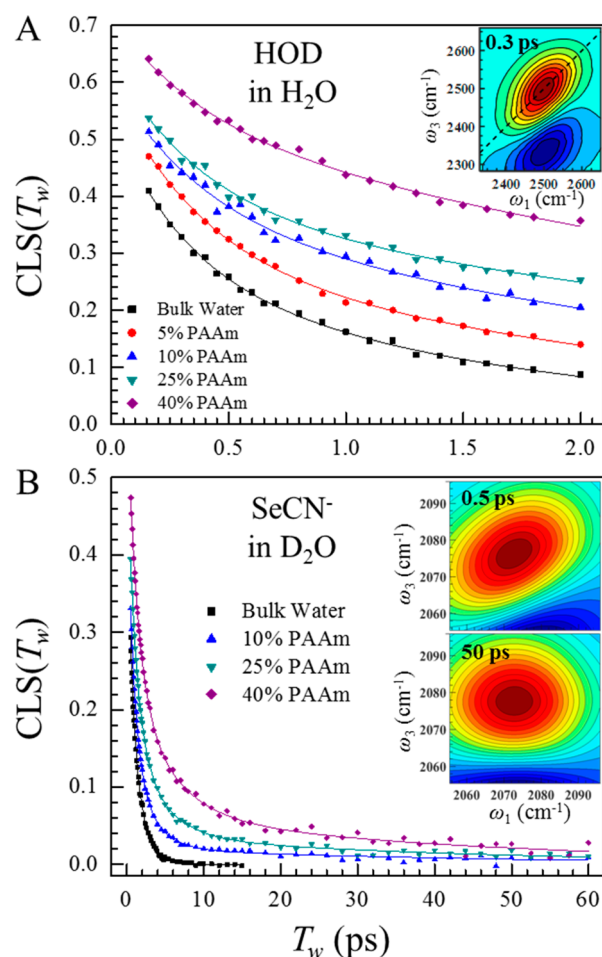 A
HOD
in H₂O
0.3 ps
ω₃ (cm⁻¹)
2600
2500
2400
2300
2400 2500 2600
ω₁ (cm⁻¹)
CLS(T_w)
0.7
0.6
0.5
0.4
0.3
0.2
0.1
0.0
Bulk Water
5% PAAm
10% PAAm
25% PAAm
40% PAAm
0.0 0.5 1.0 1.5 2.0
B
SeCN⁻
in D₂O
0.5 ps
ω₃ (cm⁻¹)
2090
2080
2070
2060
50 ps
ω₃ (cm⁻¹)
2090
2080
2070
2060
2060 2070 2080 2090
ω₁ (cm⁻¹)
CLS(T_w)
0.5
0.4
0.3
0.2
0.1
0.0
Bulk Water
10% PAAm
25% PAAm
40% PAAm
0 10 20 30 40 50 60
T_w (ps)